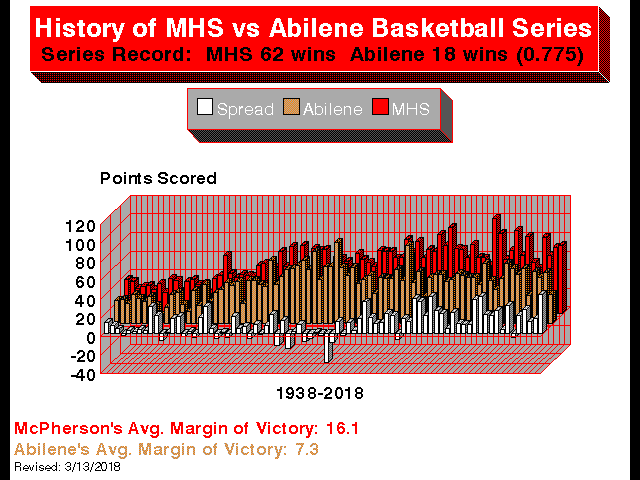 History of MHS vs Abilene Basketball Series
Series Record:  MHS 62 wins  Abilene 18 wins (0.775)
Spread Abilene MHS
Points Scored
120
100
80
60
40
20
0
-20
-40
1938-2018
McPherson's Avg. Margin of Victory: 16.1
Abilene's Avg. Margin of Victory: 7.3
Revised: 3/13/2018